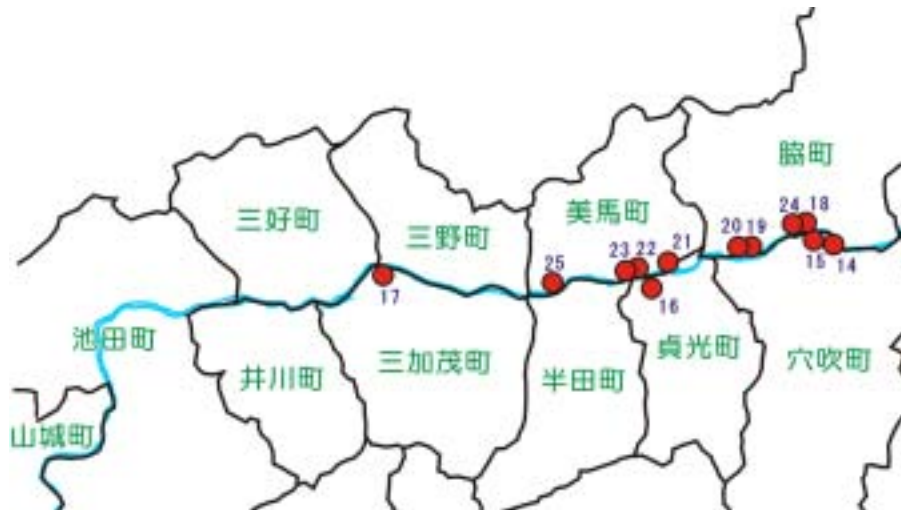 脇町
三好町
美馬町
三野町
24 18
20 19
21
23 22
15 14
25
17
16
池田町
貞光町
井川町
三加茂町
半田町
穴吹町
山城町